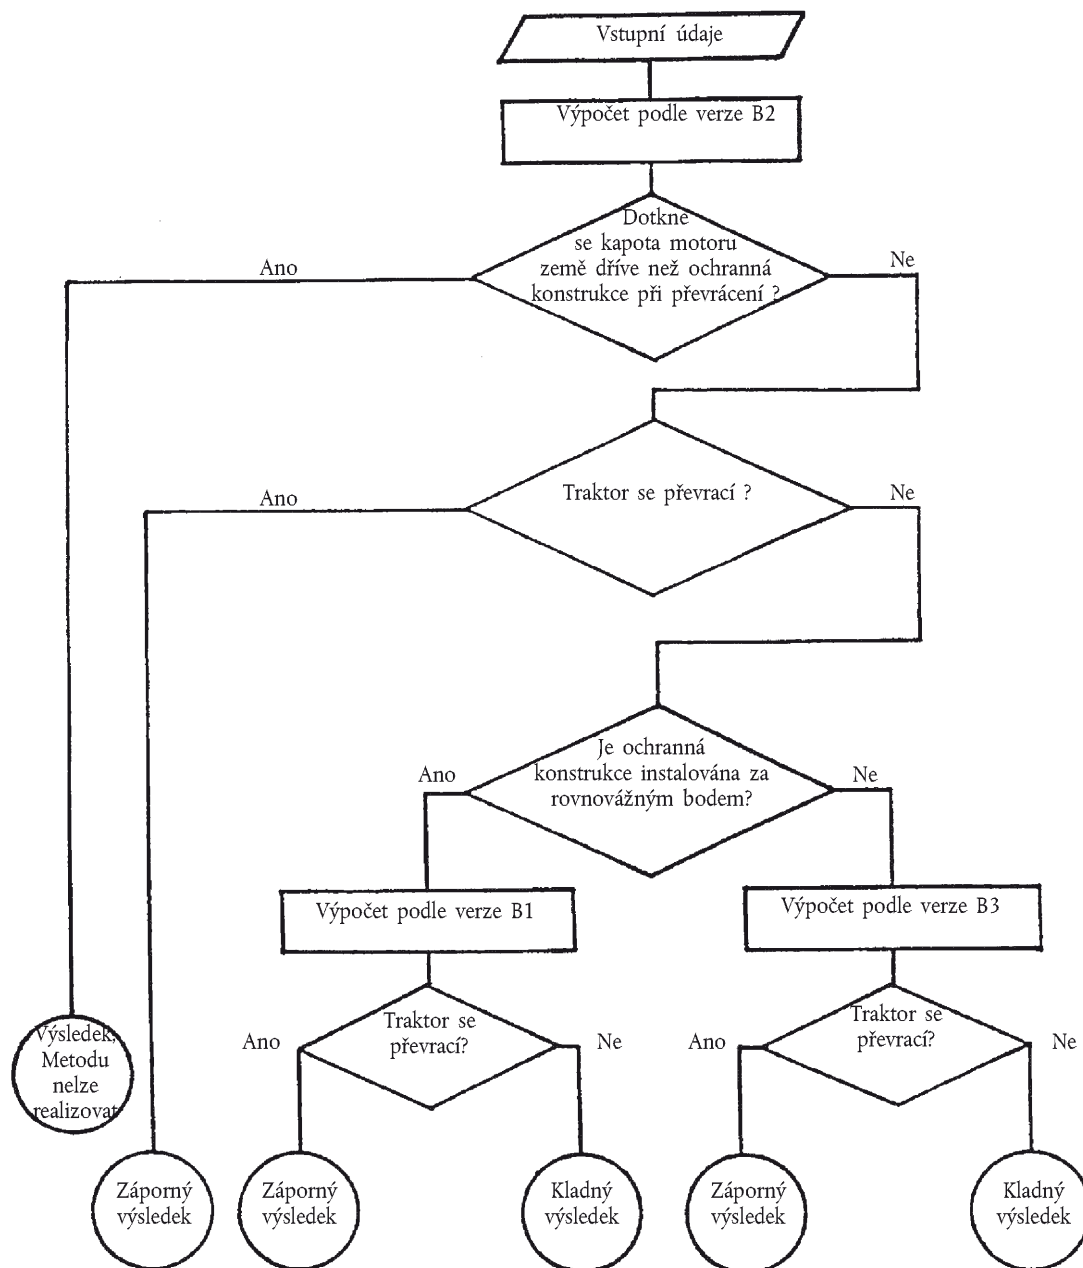 Vstupní údaje
Výpočet podle verze B2
Dotkne
se kapota motoru
země dříve než ochranná
konstrukce při převrácení ?
Ano
Ne
Traktor se převrací ?
Ano
Ne
Je ochranná
konstrukce instalována za
rovnovážným bodem?
Ano
Ne
Výpočet podle verze B1
Výpočet podle verze B3
Traktor se
převrací?
Ano
Ne
Traktor se
převrací?
Ano
Ne
Výsledek,
Metodu
nelze
realizovat
Záporný
výsledek
Záporný
výsledek
Kladný
výsledek
Záporný
výsledek
Kladný
výsledek